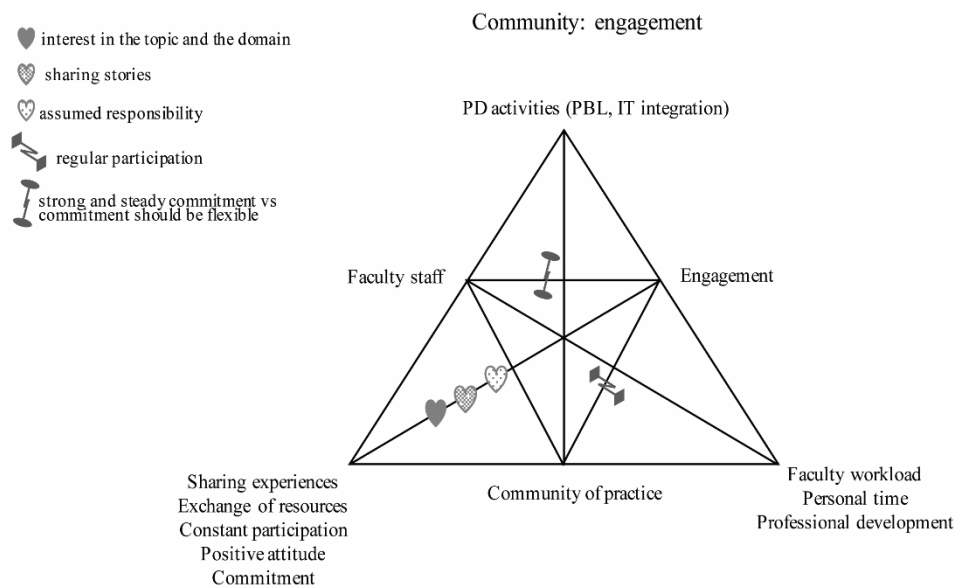 Community: engagement
interest in the topic and the domain
sharing stories
assumed responsibility
regular participation
strong and steady commitment vs
commitment should be flexible
PD activities (PBL, IT integration)
Faculty staff
Engagement
Sharing experiences
Exchange of resources
Constant participation
Positive attitude
Commitment
Community of practice
Faculty workload
Personal time
Professional development